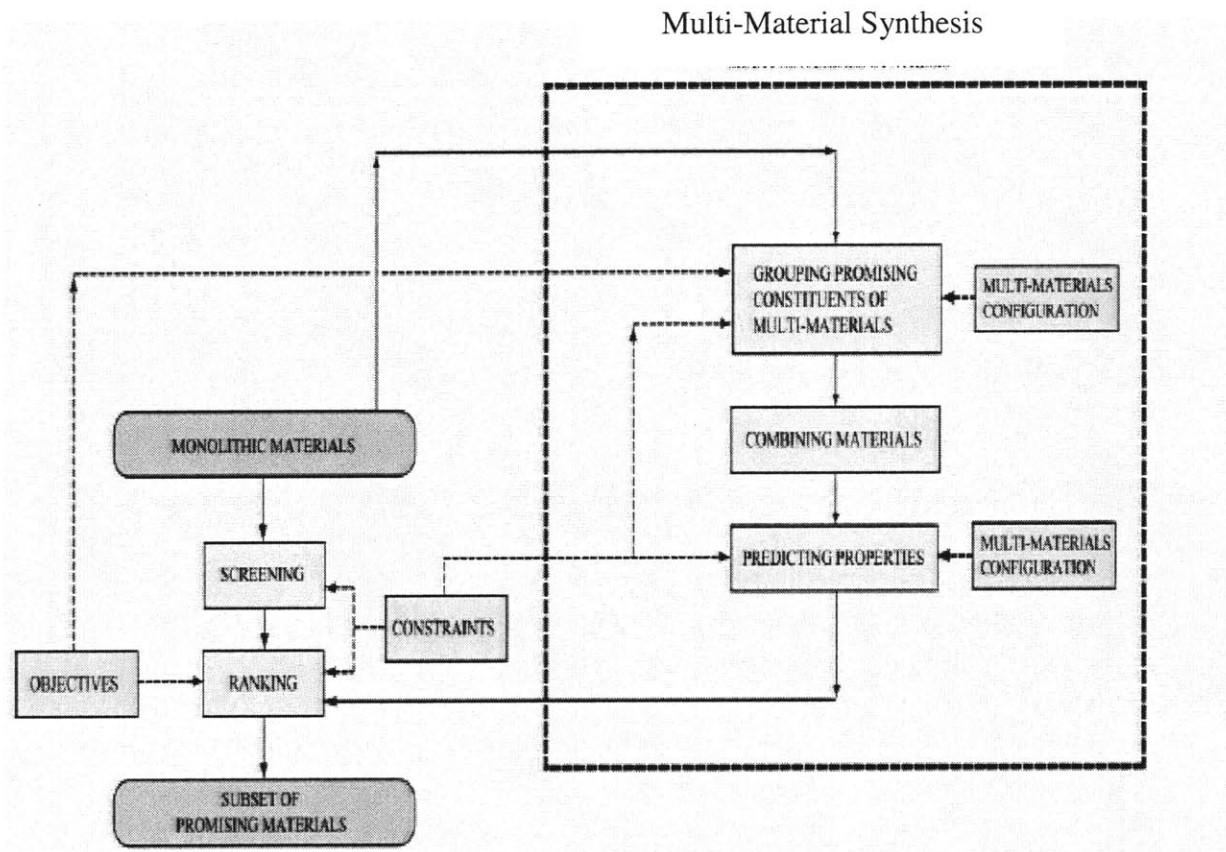 Multi-Material Synthesis
GROUPING PROMISING
CONSTITUENTS OF
MULTI-MATERIALS
MULTI-MATERIALS
CONFIGURATION
MONOLITHIC MATERIALS
COMBINING MATERIALS
SCREENING
PREDICTING PROPERTIES
MULTI-MATERIALS
CONFIGURATION
CONSTRAINTS
OBJECTIVES
RANKING
SUBSET OF
PROMISING MATERIALS